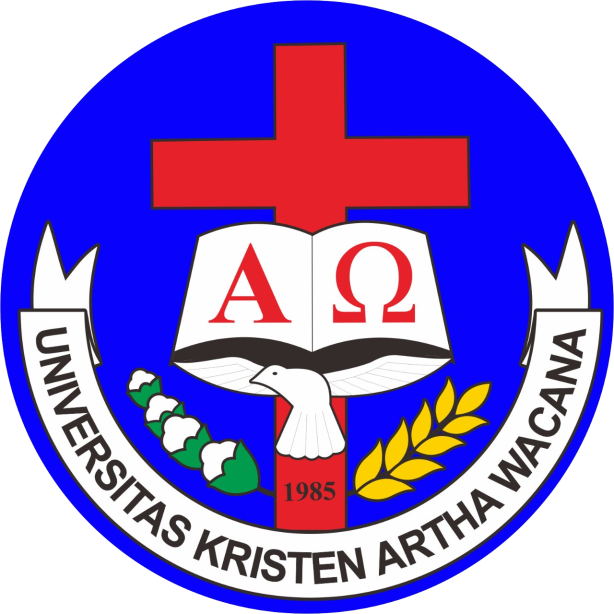 Α Ω
1985
UNIVERSITAS KRISTEN ARTHA WACANA